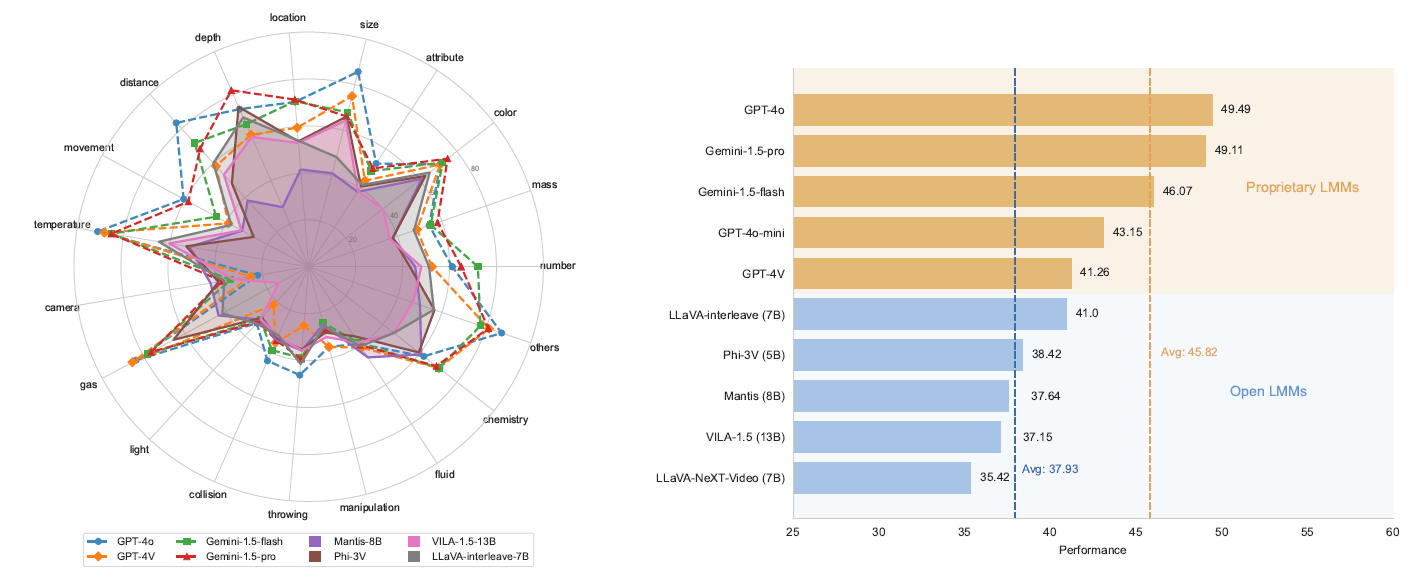 location
size
depth
attribute
distance
color
movement
80
mass
temperature
40
20
number
camera
others
gas
chemistry
light
fluid
collision
manipulation
throwing
GPT-4o
Gemini-1.5-flash
Mantis-8B
VILA-1.5-13B
GPT-4V
Gemini-1.5-pro
Phi-3V
LLaVA-interleave-7B
GPT-4o 49.49
Gemini-1.5-pro 49.11
Gemini-1.5-flash 46.07
Proprietary LMMs
GPT-4o-mini 43.15
GPT-4V 41.26
LLaVA-interleave (7B) 41.0
Phi-3V (5B) 38.42
Avg: 45.82
Mantis (8B) 37.64
Open LMMs
VILA-1.5 (13B) 37.15
LLaVA-NeXT-Video (7B) 35.42
Avg: 37.93
25 30 35 40 45 50 55 60
Performance